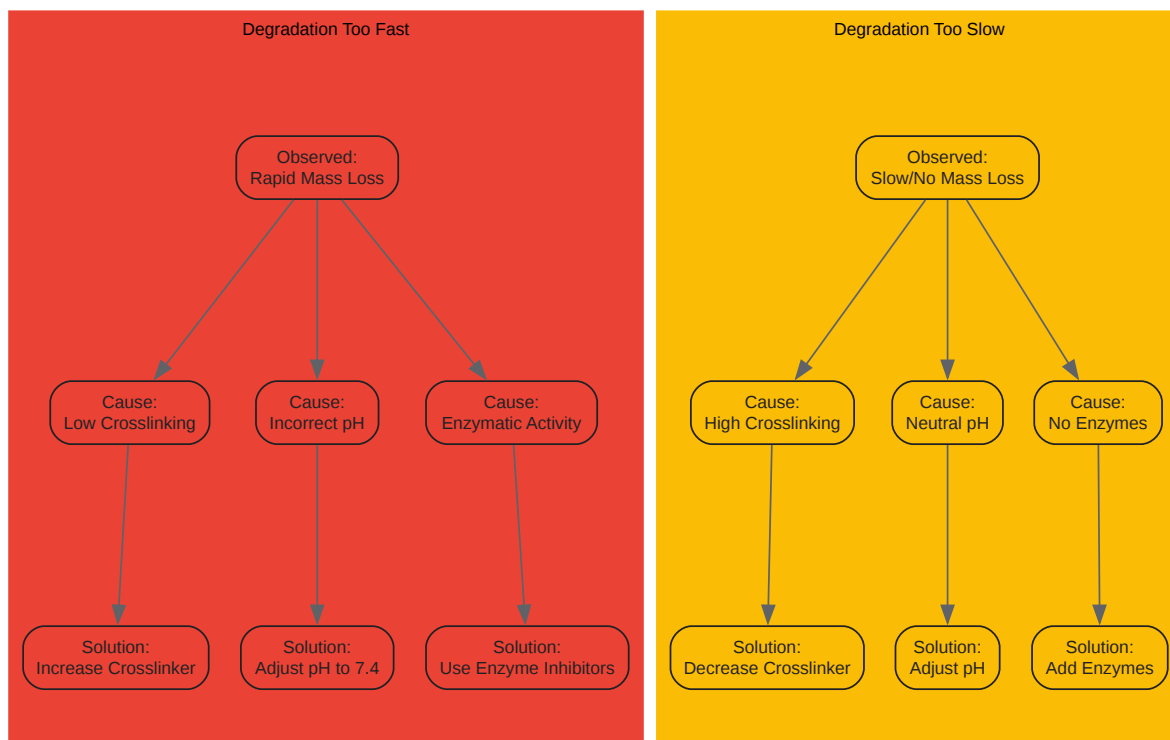 Degradation Too Fast
Observed:
Rapid Mass Loss
Cause:
Low Crosslinking
Cause:
Incorrect pH
Cause:
Enzymatic Activity
Solution:
Increase Crosslinker
Solution:
Adjust pH to 7.4
Solution:
Use Enzyme Inhibitors
Degradation Too Slow
Observed:
Slow/No Mass Loss
Cause:
High Crosslinking
Cause:
Neutral pH
Cause:
No Enzymes
Solution:
Decrease Crosslinker
Solution:
Adjust pH
Solution:
Add Enzymes